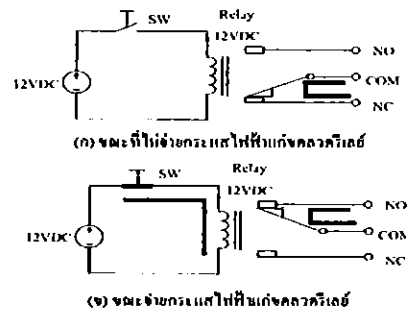 SW
Relay
12VDC
NO
12VDC
COM
NC
(ก) ขณะที่ไม่จ่ายกระแสไฟฟ้าแก่ขดลวดรีเลย์
SW
Relay
12VDC
NO
12VDC
COM
NC
(ข) ขณะจ่ายกระแสไฟฟ้าแก่ขดลวดรีเลย์